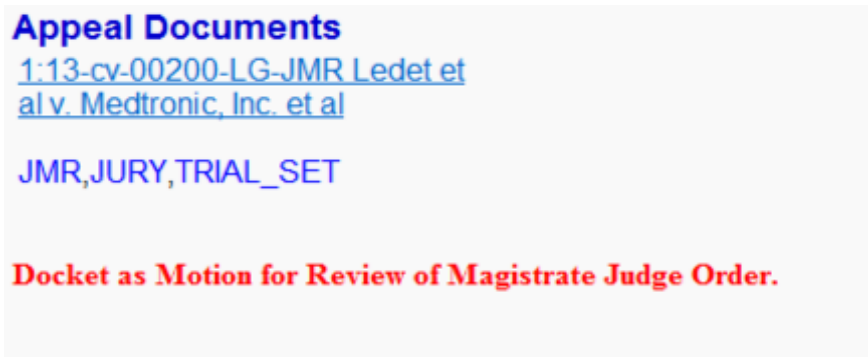 Appeal Documents
1:13-cv-00200-LG-JMR Ledet et
al v. Medtronic, Inc. et al
JMR,JURY,TRIAL_SET
Docket as Motion for Review of Magistrate Judge Order.